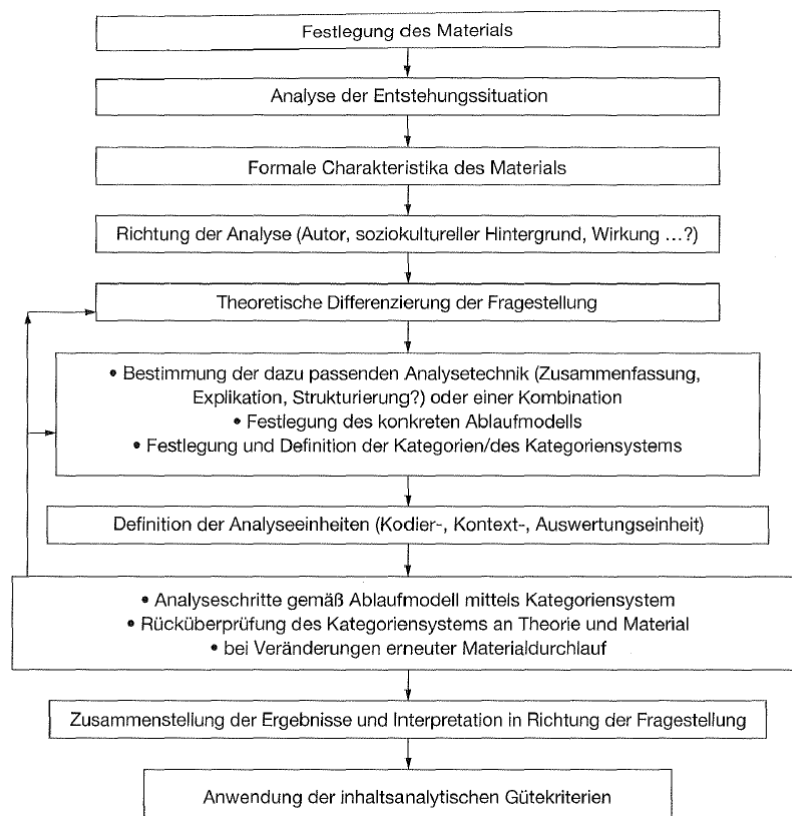 Festlegung des Materials
Analyse der Entstehungssituation
Formale Charakteristika des Materials
Richtung der Analyse (Autor, soziokultureller Hintergrund, Wirkung ...?)
Theoretische Differenzierung der Fragestellung
• Bestimmung der dazu passenden Analysetechnik (Zusammenfassung,
Explikation, Strukturierung?) oder einer Kombination
• Festlegung des konkreten Ablaufmodells
• Festlegung und Definition der Kategorien/des Kategoriensystems
Definition der Analyseeinheiten (Kodier-, Kontext-, Auswertungseinheit)
• Analyseschritte gemäß Ablaufmodell mittels Kategoriensystem
• Rücküberprüfung des Kategoriensystems an Theorie und Material
• bei Veränderungen erneuter Materialdurchlauf
Zusammenstellung der Ergebnisse und Interpretation in Richtung der Fragestellung
Anwendung der inhaltsanalytischen Gütekriterien